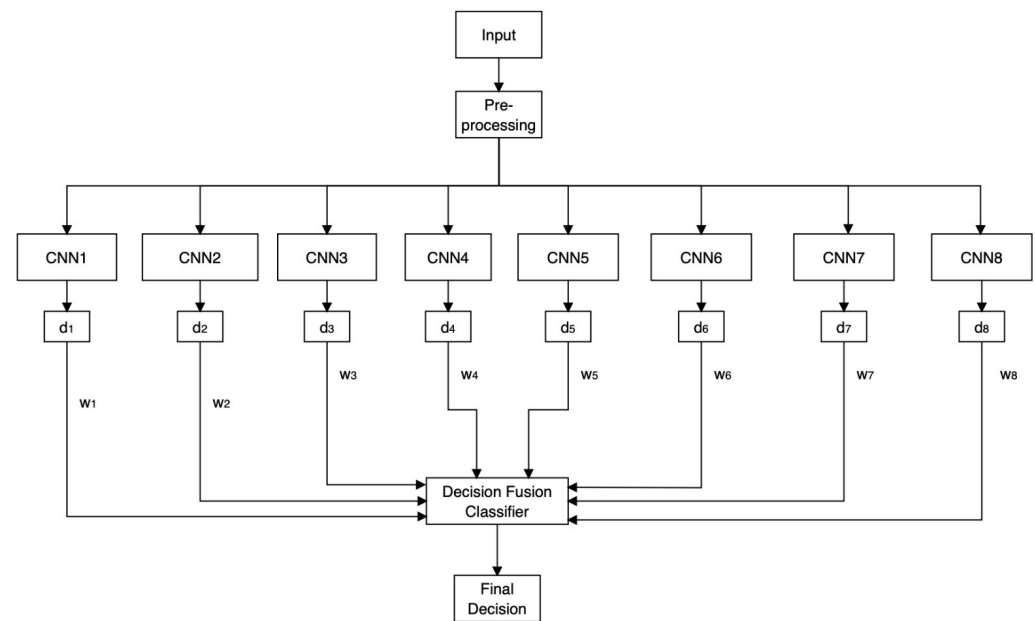 Input
Pre-
processing
CNN1
CNN2
CNN3
CNN4
CNN5
CNN6
CNN7
CNN8
d1
d2
d3
d4
d5
d6
d7
d8
w1
w2
w3
w4
w5
w6
w7
w8
Decision Fusion
Classifier
Final
Decision